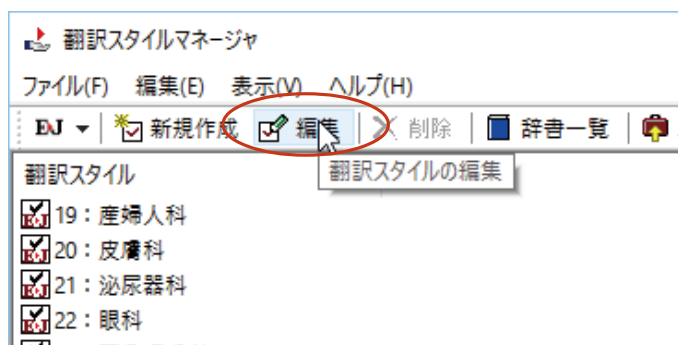 翻訳スタイルマネージャ
ファイル(F) 編集(E) 表示(V) ヘルプ(H)
EJ 新規作成 編集 削除 辞書一覧
翻訳スタイルの編集
翻訳スタイル
19：産婦人科
20：皮膚科
21：泌尿器科
22：眼科